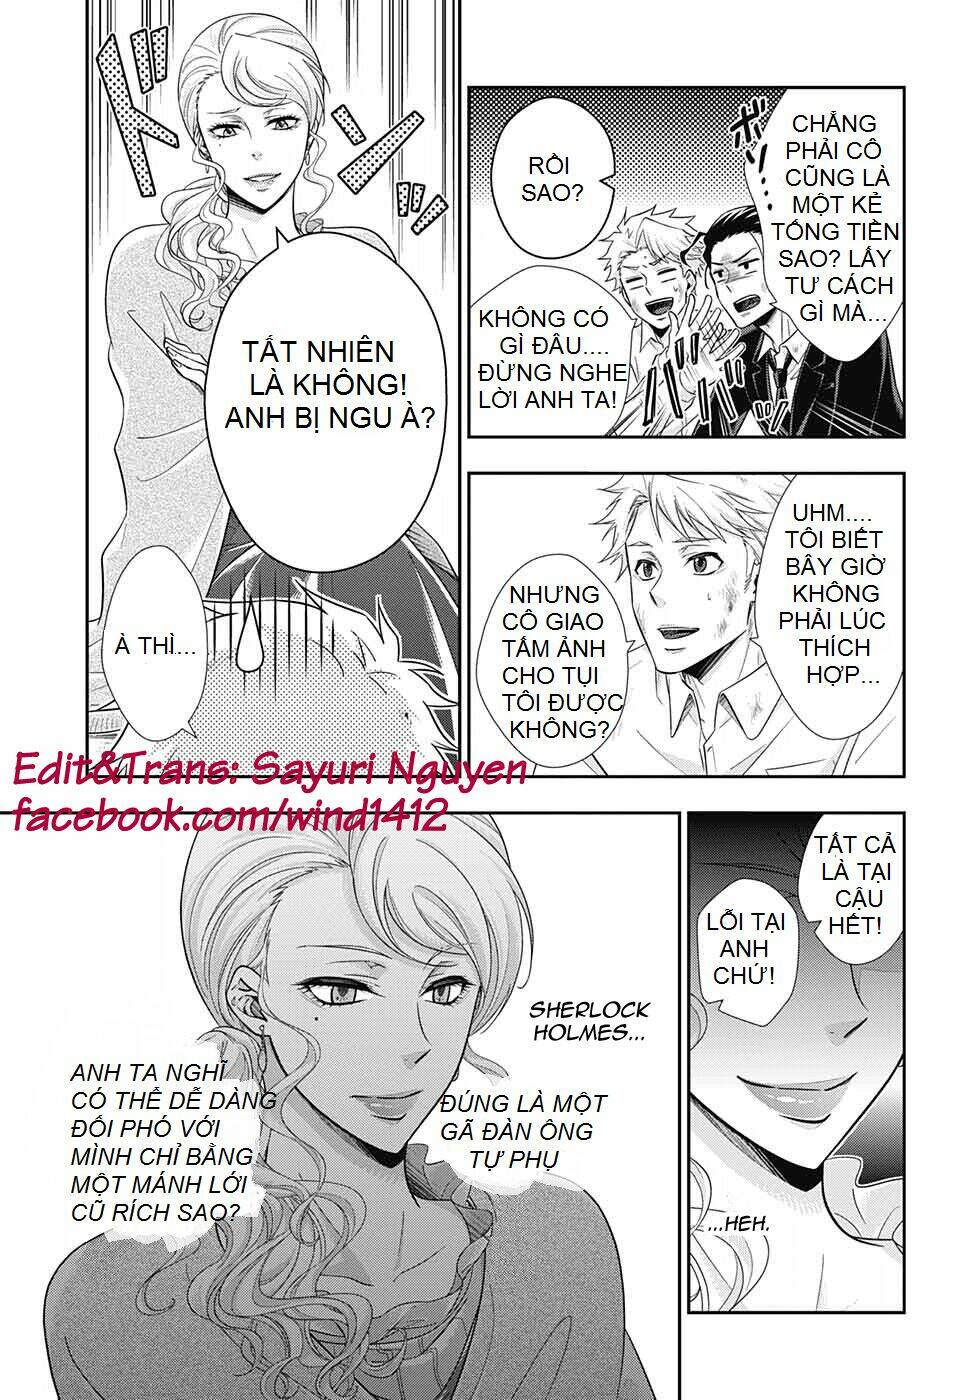 CHẲNG
PHẢI CÔ
CŨNG LÀ
MỘT KẺ
TỐNG TIỀN
SAO? LẤY
TƯ CÁCH
GÌ MÀ...
ボソ...
RỒI
SAO?
KHÔNG CÓ
GÌ ĐÂU....
ĐỪNG NGHE
LỜI ANH TA!
UHM....
TÔI BIẾT
BÂY GIỜ
KHÔNG
PHẢI LÚC
THÍCH
HỢP...
NHƯNG
CÔ GIAO
TẤM ẢNH
CHO TỤI
TÔI ĐƯỢC
KHÔNG?
ドドン
TẤT NHIÊN
LÀ KHÔNG!
ANH BỊ NGU À?
À THÌ...
Edit&Trans: Sayuri Nguyen
facebook.com/wind1412
TẤT CẢ
LÀ TẠI
CẬU
HẾT!
LỖI TẠI
ANH
CHỨ!
...HEH.
SHERLOCK
HOLMES...
ĐÚNG LÀ MỘT
GÃ ĐÀN ÔNG
TỰ PHỤ
ANH TA NGHĨ
CÓ THỂ DỄ DÀNG
ĐỐI PHÓ VỚI
MÌNH CHỈ BẰNG
MỘT MÁNH LỚI
CŨ RÍCH SAO?